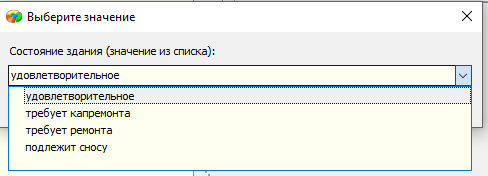 Выберите значение
Состояние здания (значение из списка):
удовлетворительное
удовлетворительное
требует капремонта
требует ремонта
подлежит сносу